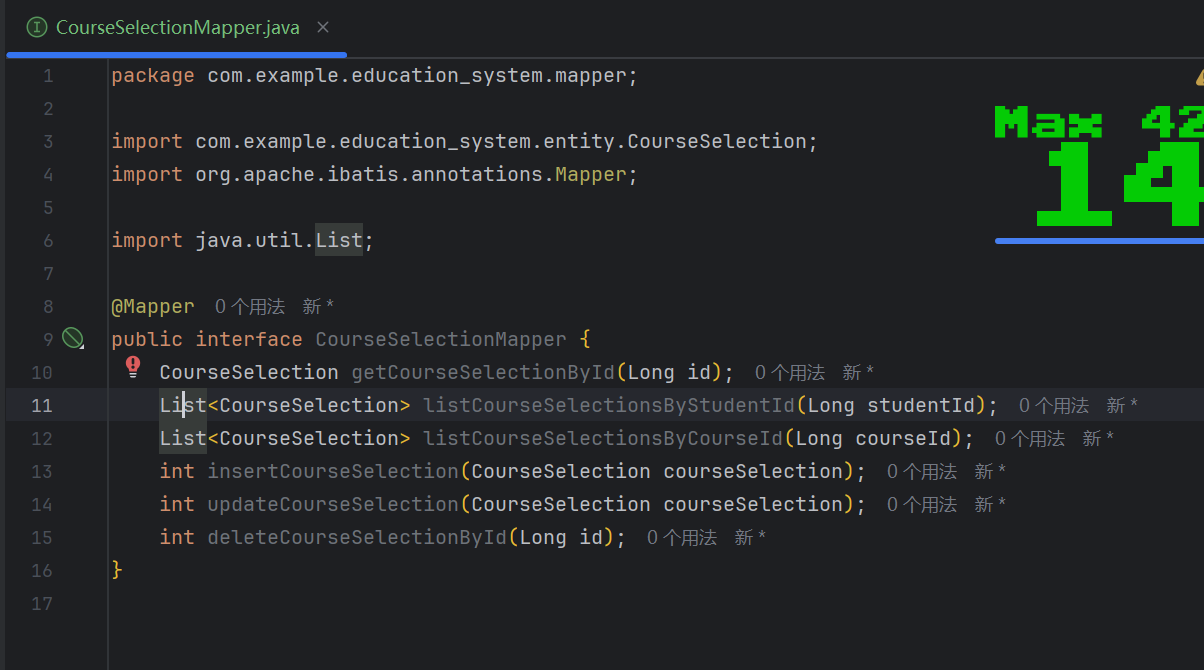 CourseSelectionMapper.java
1 package com.example.education_system.mapper;
2
Max 42
3 import com.example.education_system.entity.CourseSelection;
4 import org.apache.ibatis.annotations.Mapper;
14
5
6 import java.util.List;
7
8 @Mapper 0 个用法 新 *
9 public interface CourseSelectionMapper {
10 CourseSelection getCourseSelectionById(Long id); 0 个用法 新 *
11 List<CourseSelection> listCourseSelectionsByStudentId(Long studentId); 0 个用法 新 *
12 List<CourseSelection> listCourseSelectionsByCourseId(Long courseId); 0 个用法 新 *
13 int insertCourseSelection(CourseSelection courseSelection); 0 个用法 新 *
14 int updateCourseSelection(CourseSelection courseSelection); 0 个用法 新 *
15 int deleteCourseSelectionById(Long id); 0 个用法 新 *
16 }
17